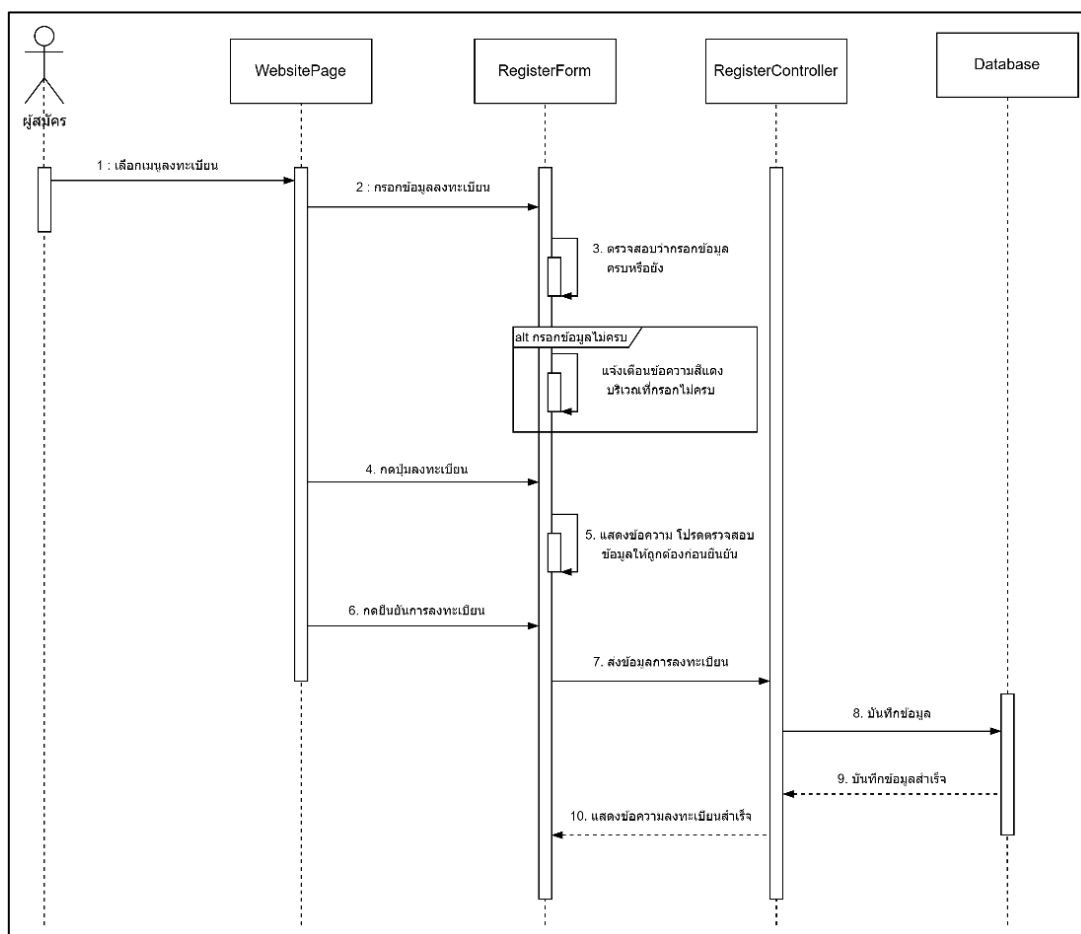 WebsitePage
RegisterForm
RegisterController
Database
ผู้สมัคร
1 : เลือกเมนูลงทะเบียน
2 : กรอกข้อมูลลงทะเบียน
3. ตรวจสอบว่ากรอกข้อมูล
ครบหรือยัง
alt กรอกข้อมูลไม่ครบ
แจ้งเตือนข้อความสีแดง
บริเวณที่กรอกไม่ครบ
4. กดปุ่มลงทะเบียน
5. แสดงข้อความ โปรดตรวจสอบ
ข้อมูลให้ถูกต้องก่อนยืนยัน
6. กดยืนยันการลงทะเบียน
7. ส่งข้อมูลการลงทะเบียน
8. บันทึกข้อมูล
9. บันทึกข้อมูลสำเร็จ
10. แสดงข้อความลงทะเบียนสำเร็จ